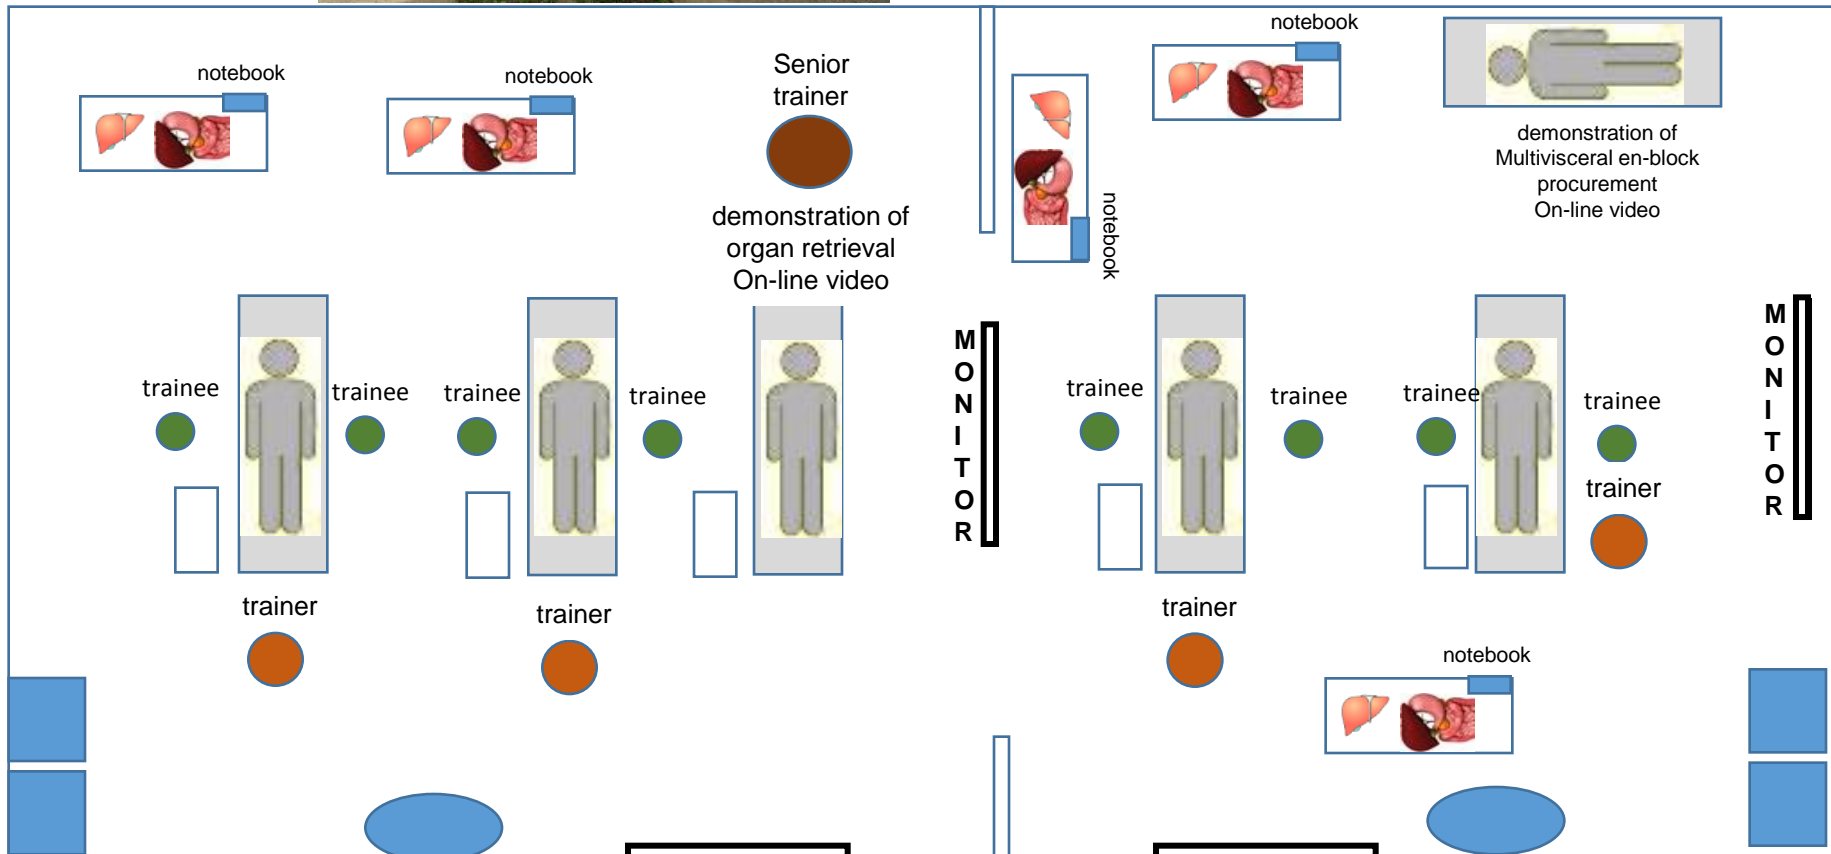 notebook
notebook
Senior
trainer
demonstration of
organ retrieval
On-line video
trainee
trainee
trainee
trainee
trainer
trainer
MONITOR
notebook
notebook
demonstration of
Multivisceral en-block
procurement
On-line video
trainee
trainee
trainee
trainee
trainer
trainer
notebook
MONITOR